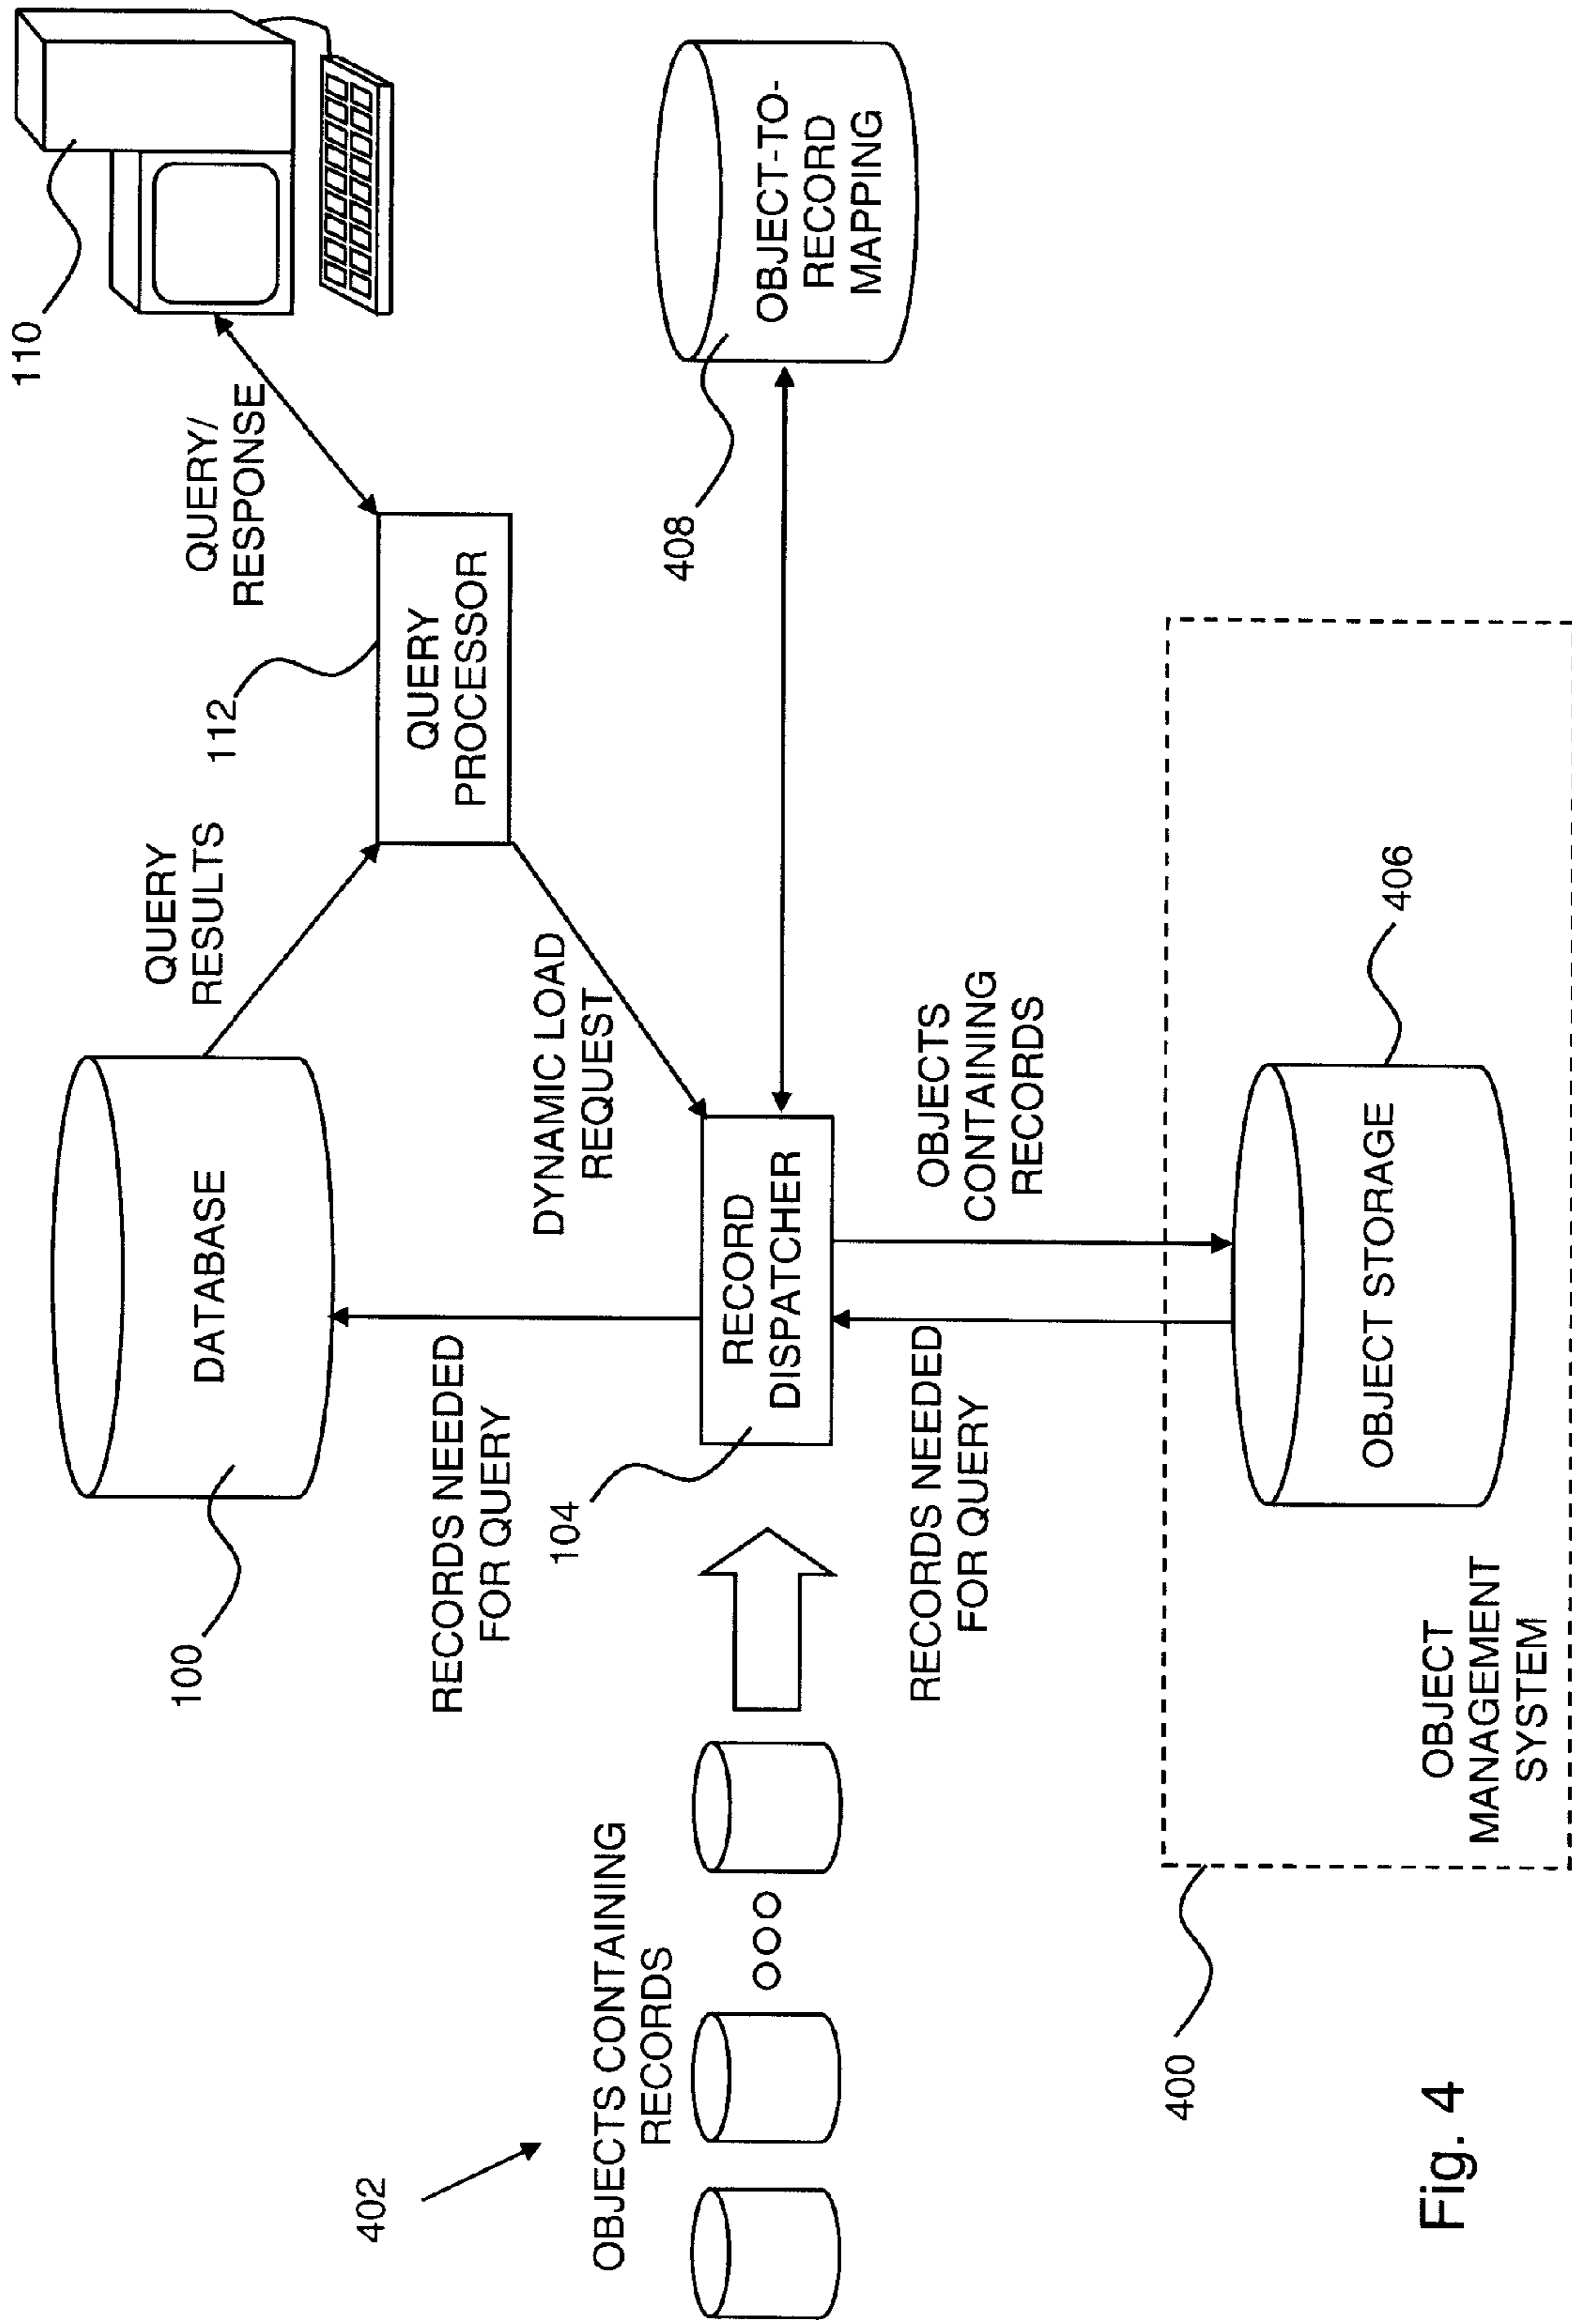 110
QUERY/
RESPONSE
112
QUERY
PROCESSOR
QUERY
RESULTS
DATABASE
100
OBJECT-TO-
RECORD
MAPPING
408
DYNAMIC LOAD
REQUEST
RECORDS NEEDED
FOR QUERY
RECORD
DISPATCHER
104
OBJECTS CONTAINING
RECORDS
402
OBJECTS
CONTAINING
RECORDS
RECORDS NEEDED
FOR QUERY
406
OBJECT STORAGE
OBJECT
MANAGEMENT
SYSTEM
400
Fig. 4